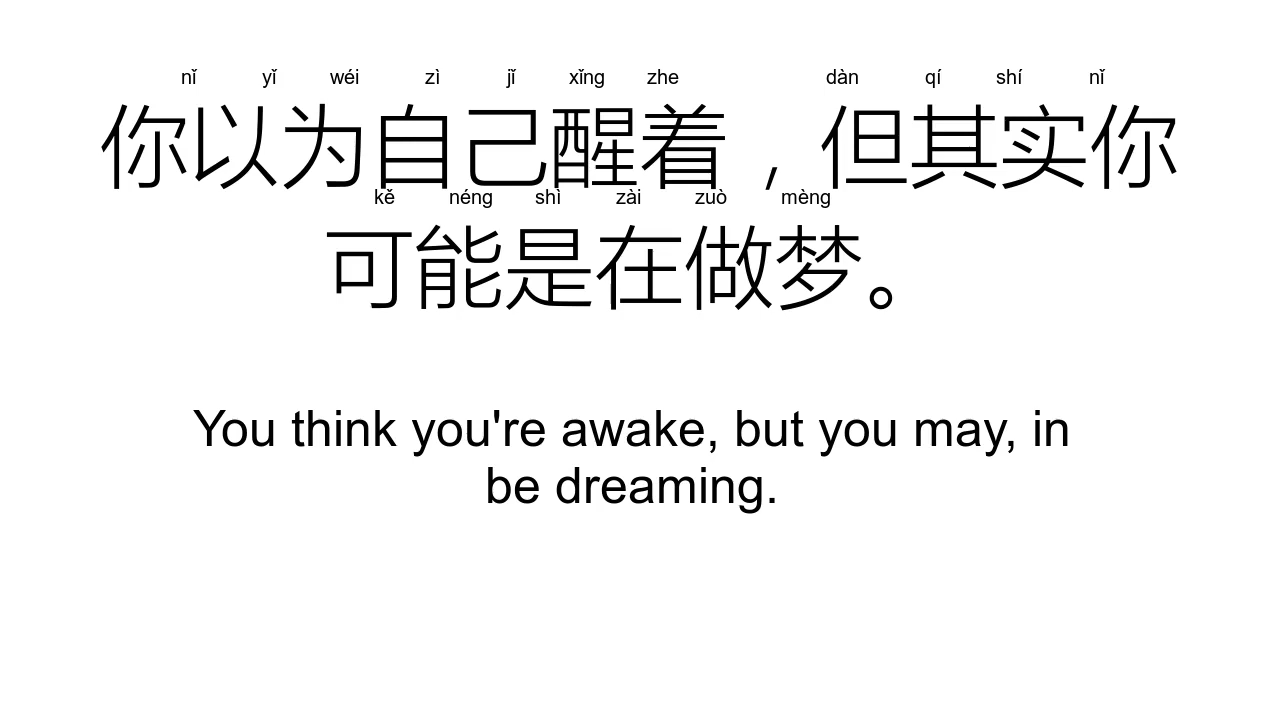 nǐ yǐ wéi zì jǐ xǐng zhe dàn qí shí nǐ
你以为自己醒着，但其实你
kě néng shì zài zuò mèng
可能是在做梦。
You think you're awake, but you may, in
be dreaming.